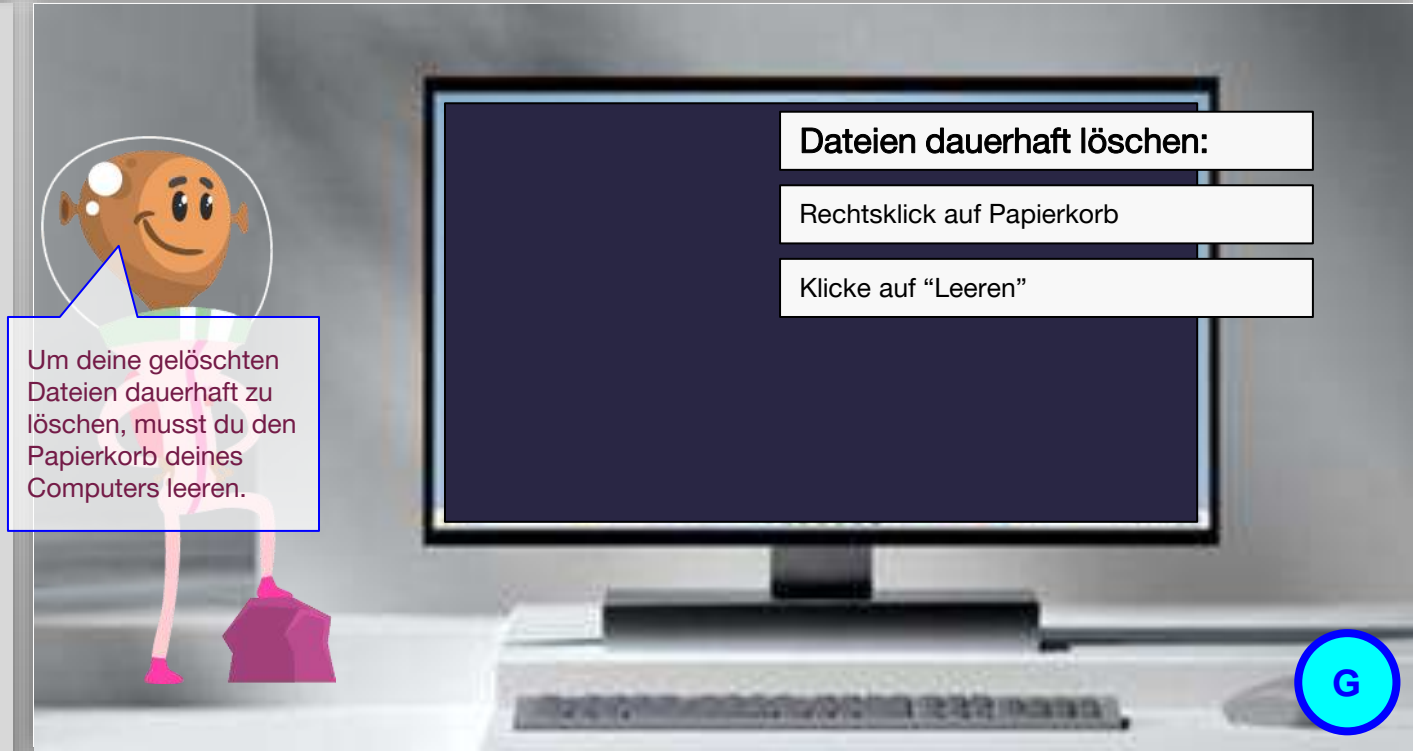 Dateien dauerhaft löschen:
Rechtsklick auf Papierkorb
Klicke auf “Leeren”
Um deine gelöschten
Dateien dauerhaft zu
löschen, musst du den
Papierkorb deines
Computers leeren.
G